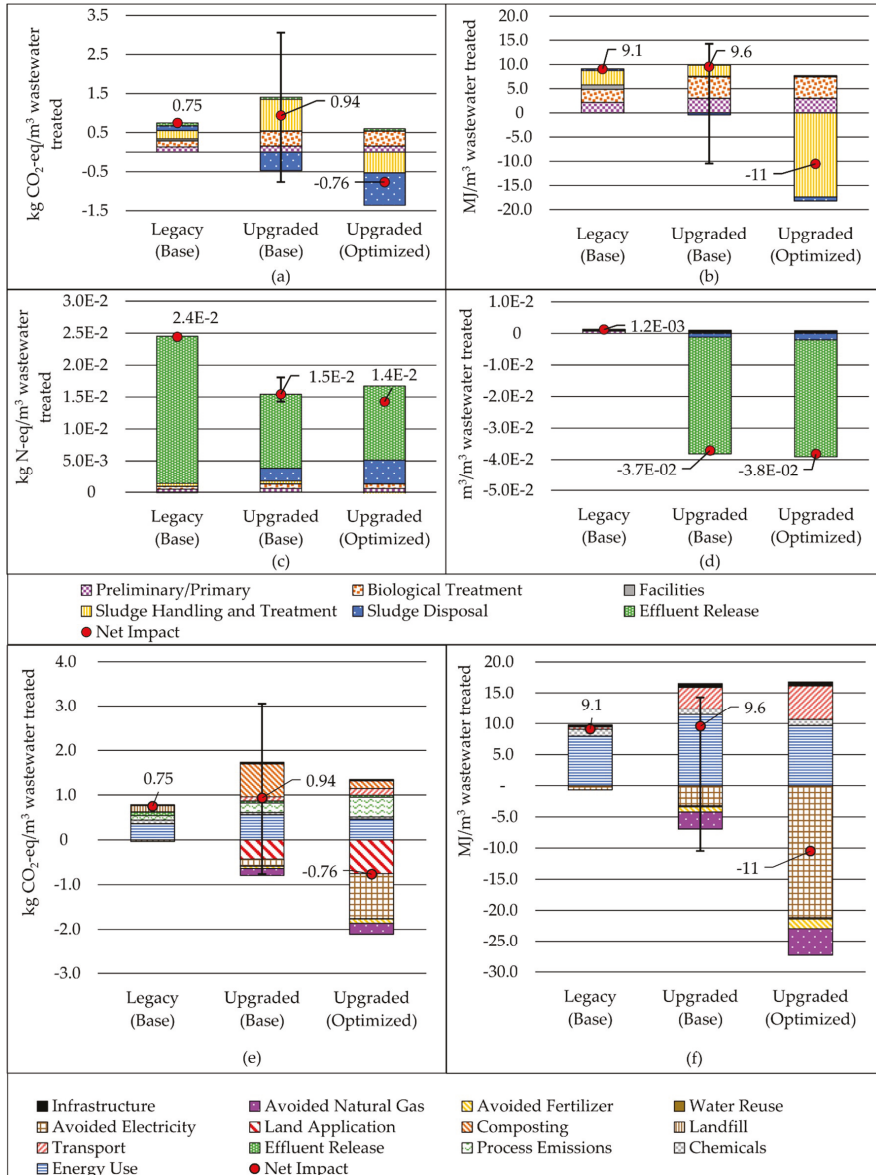 kg CO2-eq/m3 wastewater treated
3.5
2.5
1.5
0.5
-0.5
-1.5
0.75
0.94
-0.76
Legacy (Base)
Upgraded (Base)
Upgraded (Optimized)
(a)
MJ/m3 wastewater treated
20.0
15.0
10.0
5.0
0
-5.0
-10.0
-15.0
-20.0
9.1
9.6
-11
Legacy (Base)
Upgraded (Base)
Upgraded (Optimized)
(b)
kg N-eq/m3 wastewater treated
3.0E-2
2.5E-2
2.0E-2
1.5E-2
1.0E-2
5.0E-3
0
2.4E-2
1.5E-2
1.4E-2
Legacy (Base)
Upgraded (Base)
Upgraded (Optimized)
(c)
m3/m3 wastewater treated
1.0E-2
0
-1.0E-2
-2.0E-2
-3.0E-2
-4.0E-2
-5.0E-2
1.2E-03
-3.7E-02
-3.8E-02
Legacy (Base)
Upgraded (Base)
Upgraded (Optimized)
(d)
Preliminary/Primary
Biological Treatment
Facilities
Sludge Handling and Treatment
Sludge Disposal
Effluent Release
Net Impact
kg CO2-eq/m3 wastewater treated
4.0
3.0
2.0
1.0
0
-1.0
-2.0
-3.0
0.75
0.94
-0.76
Legacy (Base)
Upgraded (Base)
Upgraded (Optimized)
(e)
MJ/m3 wastewater treated
20.0
15.0
10.0
5.0
-
-5.0
-10.0
-15.0
-20.0
-25.0
-30.0
9.1
9.6
-11
Legacy (Base)
Upgraded (Base)
Upgraded (Optimized)
(f)
Infrastructure
Avoided Natural Gas
Avoided Fertilizer
Water Reuse
Avoided Electricity
Land Application
Composting
Landfill
Transport
Effluent Release
Process Emissions
Chemicals
Energy Use
Net Impact